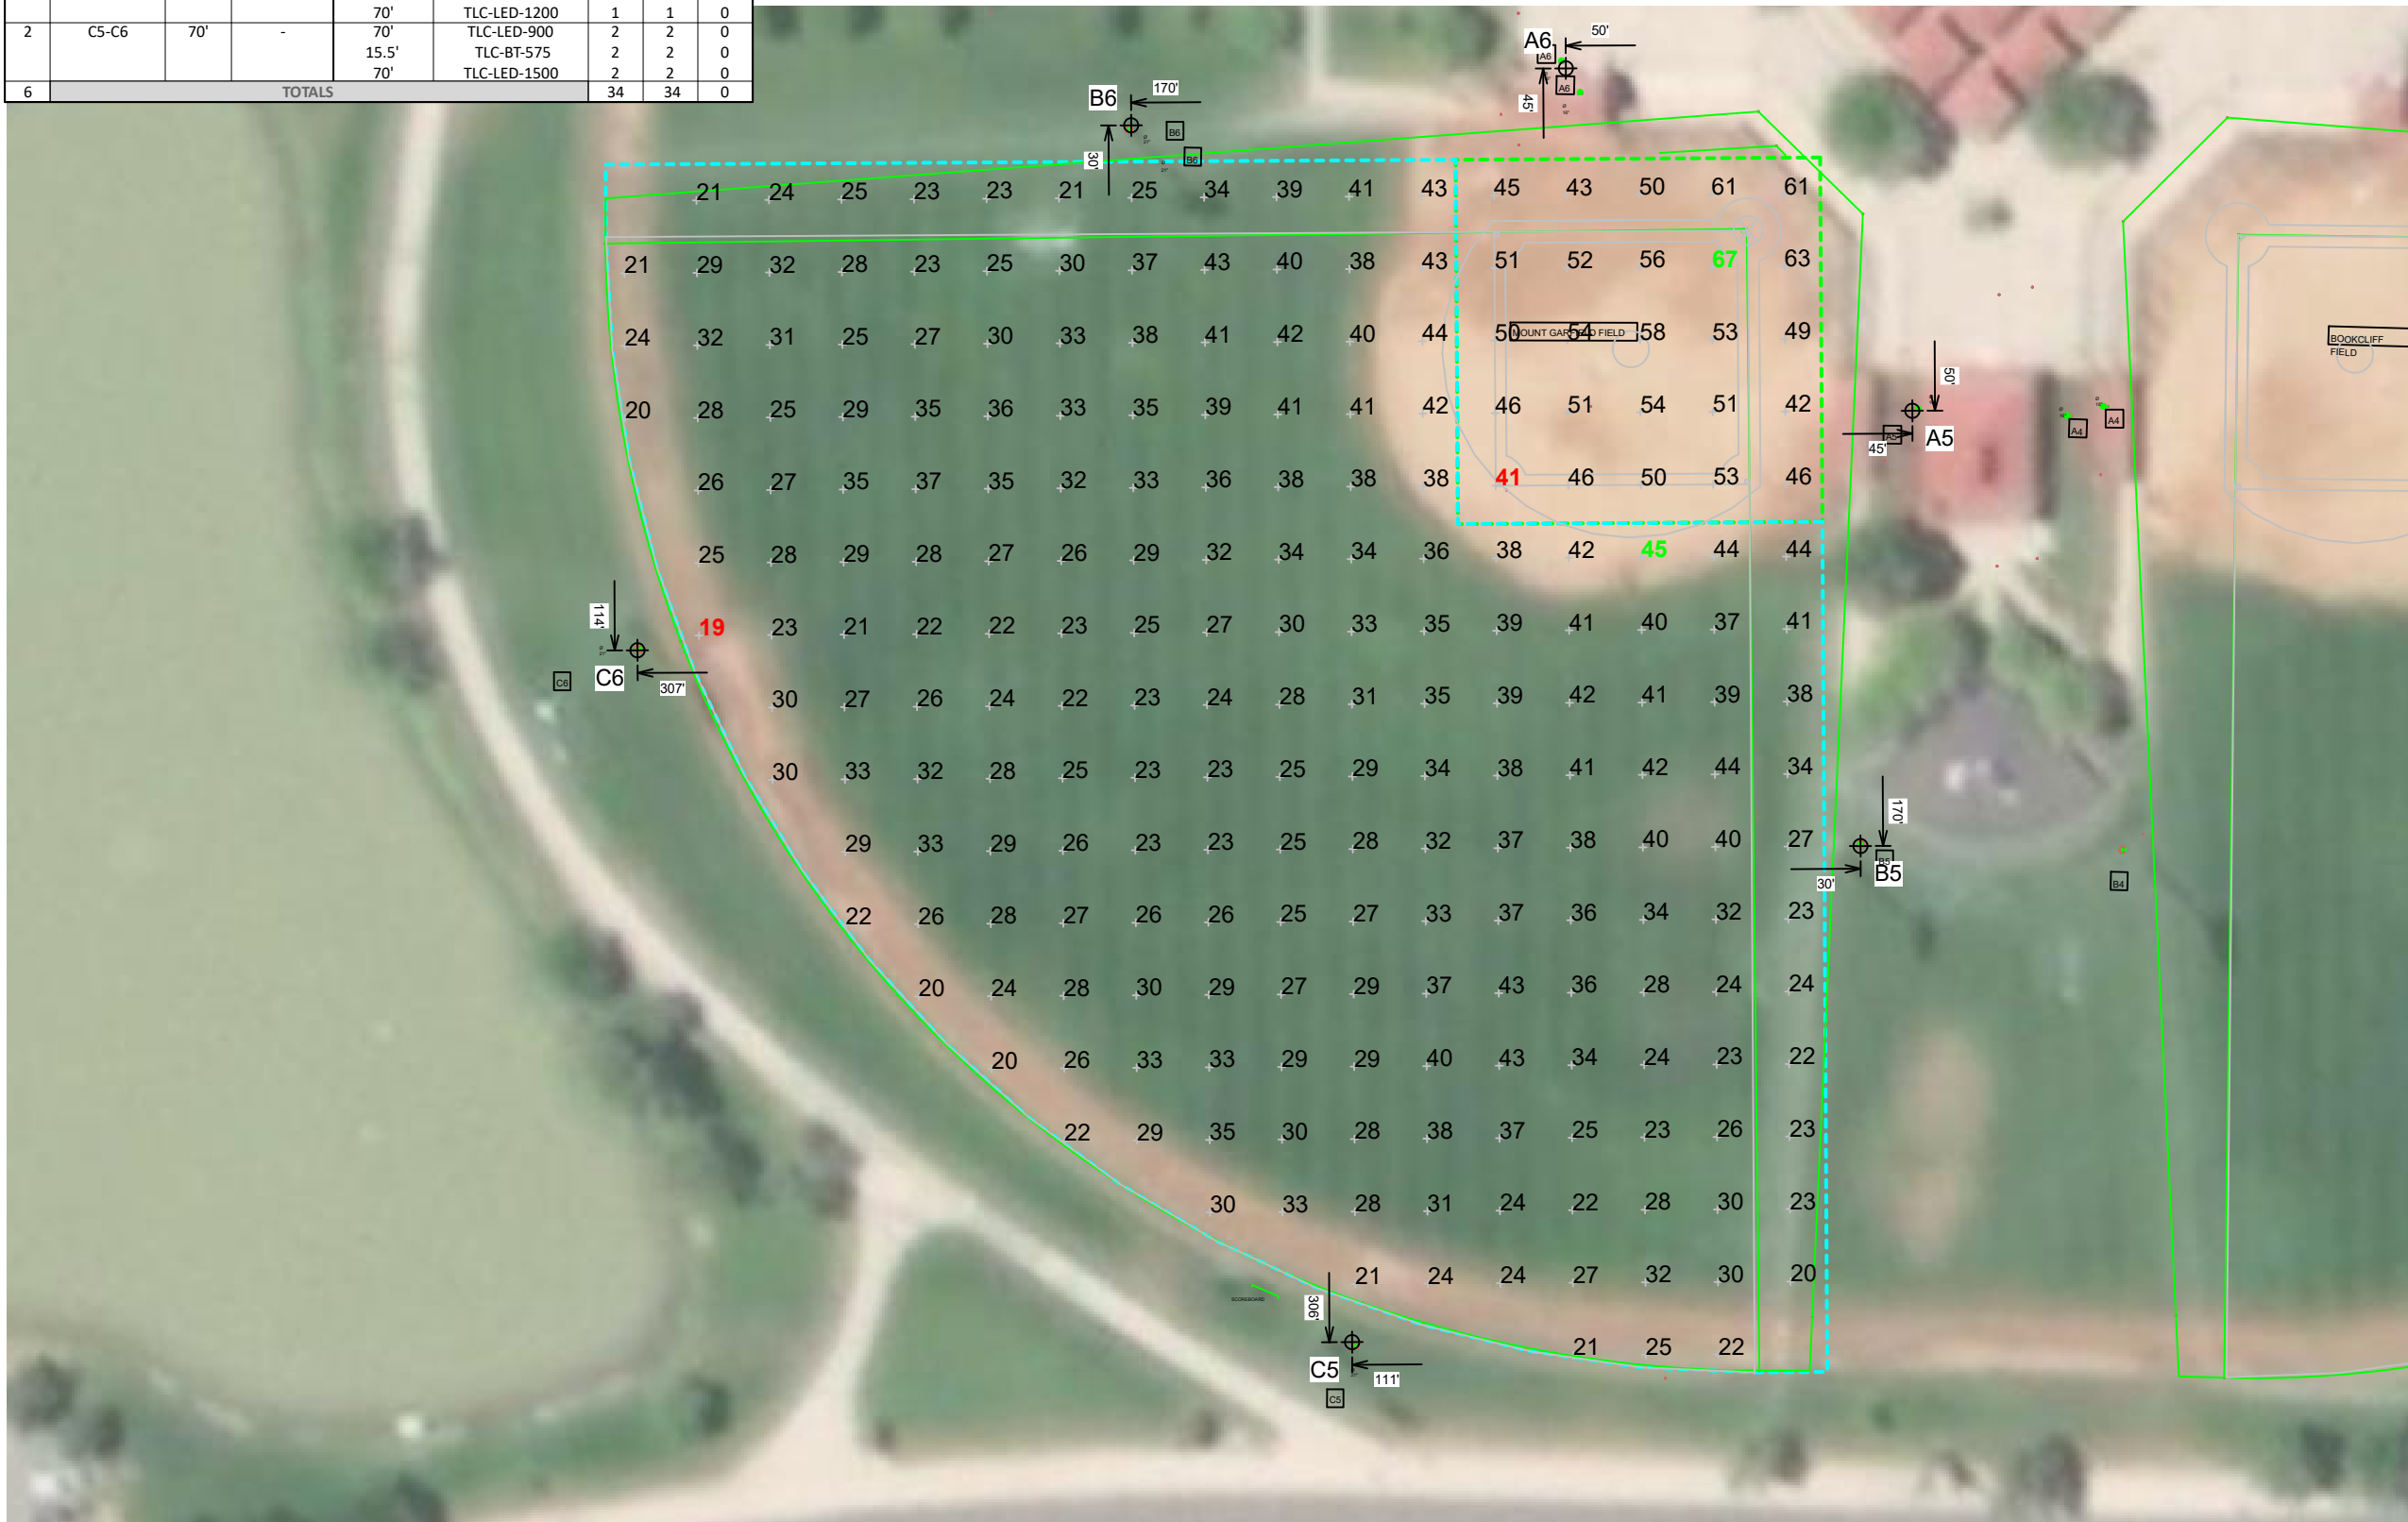 70' TLC-LED-1200 1 1 0
2 C5-C6 70' - 70' TLC-LED-900 2 2 0
15.5' TLC-BT-575 2 2 0
70' TLC-LED-1500 2 2 0
6 TOTALS 34 34 0
A6 50'
A6
A6
45'
B6 170'
B6
B6
30'
21 24 25 23 23 21 25 34 39 41 43 45 43 50 61 61
21 29 32 28 23 25 30 37 43 40 38 43 51 52 56 67 63
24 32 31 25 27 30 33 38 41 42 40 44 50 54 58 53 49
MOUNT GARFIELD FIELD
BOOKCLIFF
FIELD
50'
20 28 25 29 35 36 33 35 39 41 41 42 46 51 54 51 42
A5
A5
45'
A4
A4
26 27 35 37 35 32 33 36 38 38 38 41 46 50 53 46
25 28 29 28 27 26 29 32 34 34 36 38 42 45 44 44
114'
19 23 21 22 22 23 25 27 30 33 35 39 41 40 37 41
C6
C6
307'
30 27 26 24 22 23 24 28 31 35 39 42 41 39 38
30 33 32 28 25 23 23 25 29 34 38 41 42 44 34
170'
29 33 29 26 23 23 25 28 32 37 38 40 40 27
B5
B5
30'
B4
22 26 28 27 26 26 25 27 33 37 36 34 32 23
20 24 28 30 29 27 29 37 43 36 28 24 24
20 26 33 33 29 29 40 43 34 24 23 22
22 29 35 30 28 38 37 25 23 26 23
30 33 28 31 24 22 28 30 23
21 24 24 27 32 30 20
SCOREBOARD
306'
21 25 22
C5
111'
C5